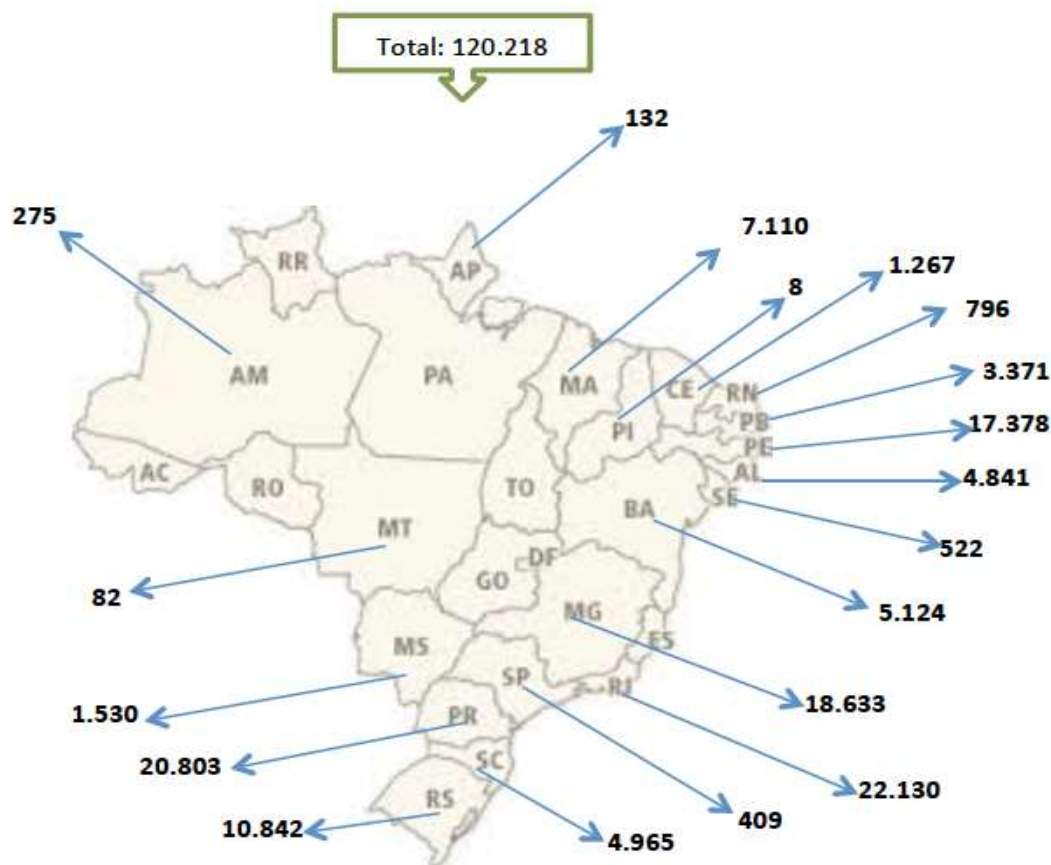 Total: 120.218
132
275
7.110
1.267
8
796
3.371
17.378
4.841
522
5.124
82
1.530
18.633
20.803
22.130
409
10.842
4.965
RR
AP
AM
PA
MA
CE
RN
PB
PE
PI
AL
SE
AC
RO
TO
BA
MT
DF
GO
MG
ES
MS
SP
RJ
PR
SC
RS